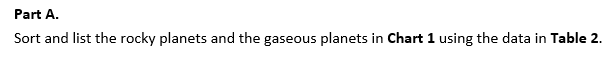 Part A.
Sort and list the rocky planets and the gaseous planets in Chart 1 using the data in Table 2.